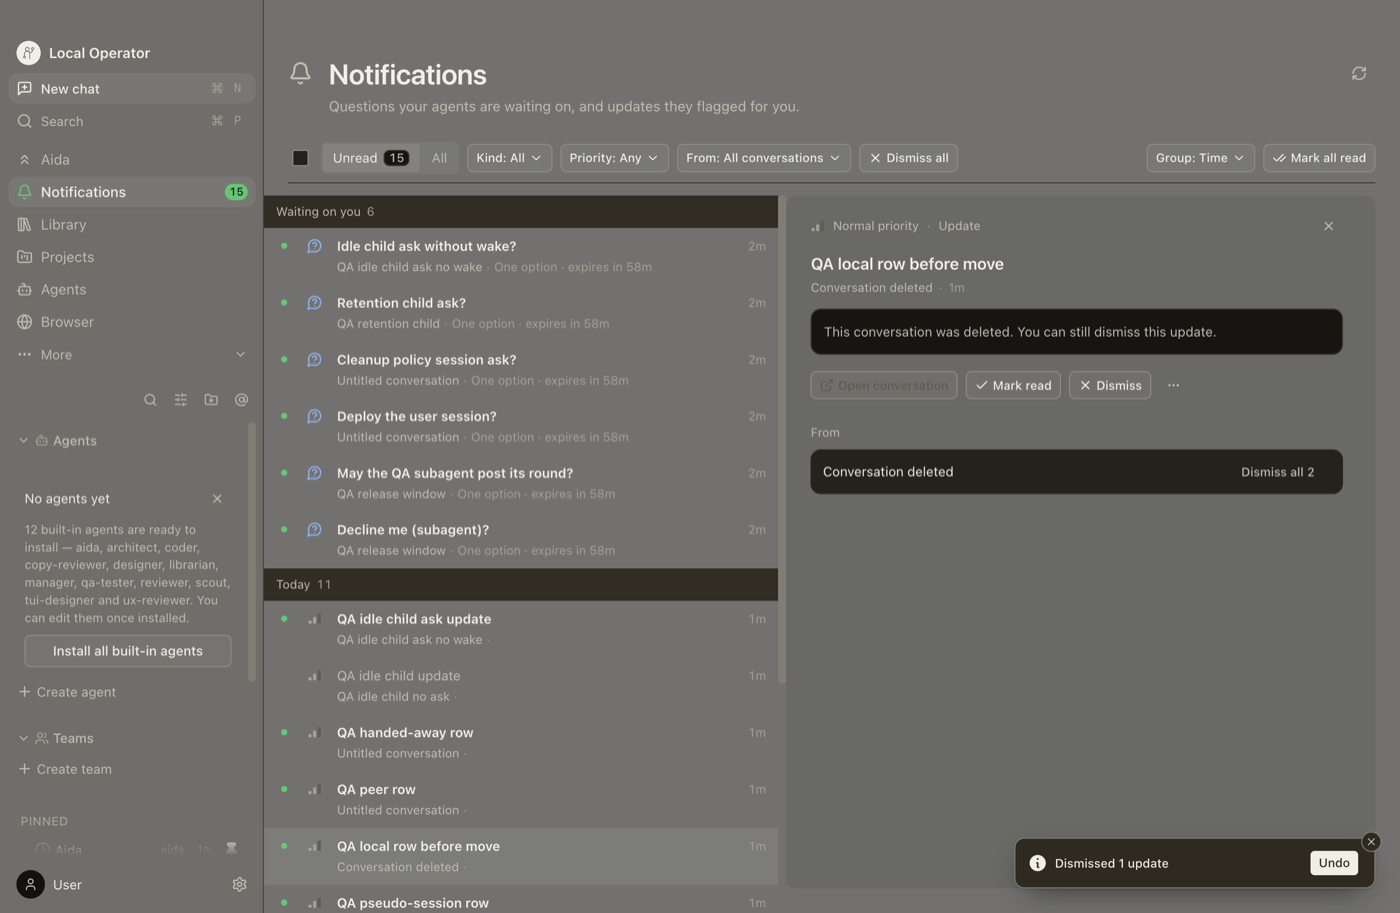 Local Operator
New chat ⌘ N
Search ⌘ P
Aida
Notifications 15
Library
Projects
Agents
Browser
More
Agents
No agents yet
12 built-in agents are ready to
install — aida, architect, coder,
copy-reviewer, designer, librarian,
manager, qa-tester, reviewer, scout,
tui-designer and ux-reviewer. You
can edit them once installed.
Install all built-in agents
Create agent
Teams
Create team
PINNED
Aida · aida 1m
User
Notifications
Questions your agents are waiting on, and updates they flagged for you.
Unread 15 All Kind: All Priority: Any From: All conversations Dismiss all Group: Time Mark all read
Waiting on you 6
Idle child ask without wake? 2m
QA idle child ask no wake · One option · expires in 58m
Retention child ask? 2m
QA retention child · One option · expires in 58m
Cleanup policy session ask? 2m
Untitled conversation · One option · expires in 58m
Deploy the user session? 2m
Untitled conversation · One option · expires in 58m
May the QA subagent post its round? 2m
QA release window · One option · expires in 58m
Decline me (subagent)? 2m
QA release window · One option · expires in 58m
Today 11
QA idle child ask update 1m
QA idle child ask no wake ·
QA idle child update 1m
QA idle child no ask ·
QA handed-away row 1m
Untitled conversation ·
QA peer row 1m
Untitled conversation ·
QA local row before move 1m
Conversation deleted ·
QA pseudo-session row 1m
Normal priority · Update
QA local row before move
Conversation deleted · 1m
This conversation was deleted. You can still dismiss this update.
Open conversation Mark read Dismiss
From
Conversation deleted Dismiss all 2
Dismissed 1 update Undo